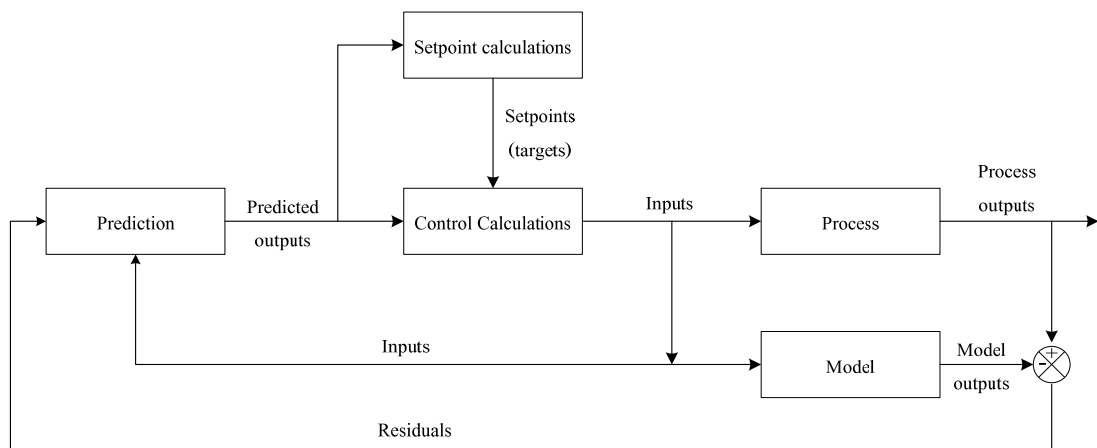 Setpoint calculations
Setpoints
(targets)
Prediction
Predicted
outputs
Control Calculations
Inputs
Process
Process
outputs
Inputs
Model
Model
outputs
+
-
Residuals